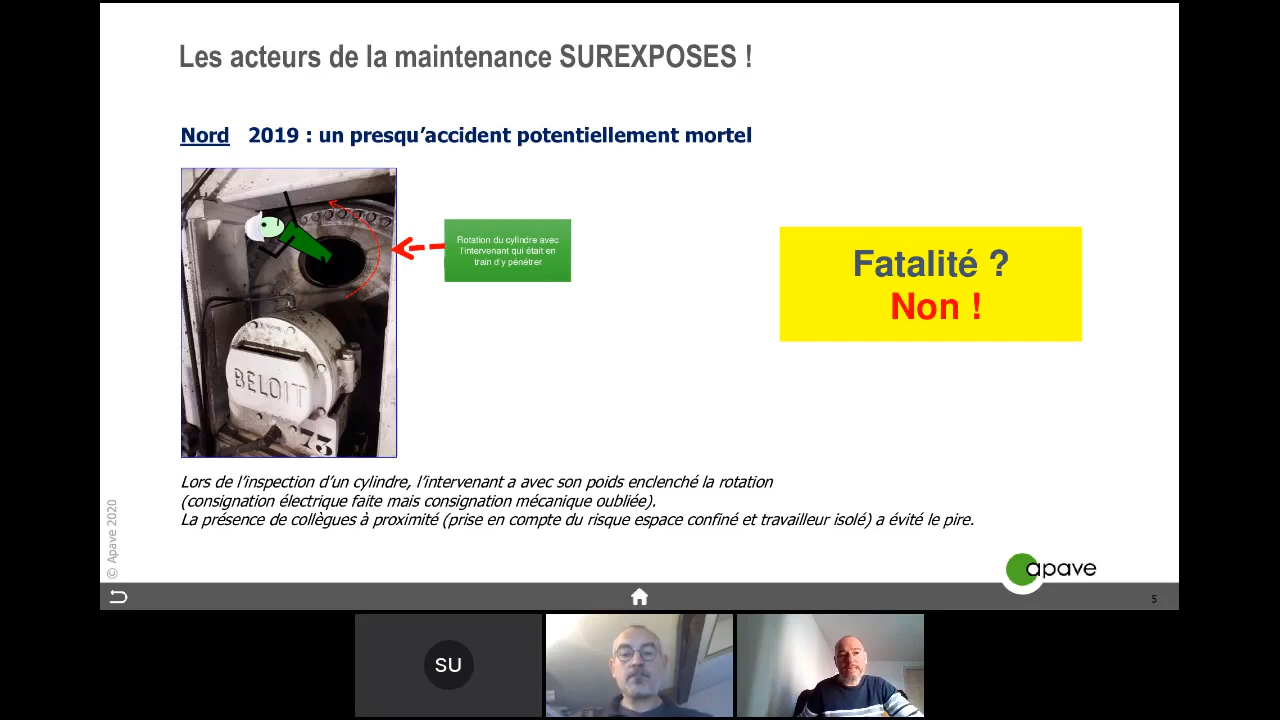 Les acteurs de la maintenance SUREXPOSES !
Nord 2019 : un presqu'accident potentiellement mortel
Rotation du cylindre avec
l'intervenant qui était en
train d'y pénétrer
Fatalité ?
Non !
BELOIT
Lors de l'inspection d'un cylindre, l'intervenant a avec son poids enclenché la rotation
(consignation électrique faite mais consignation mécanique oubliée).
La présence de collègues à proximité (prise en compte du risque espace confiné et travailleur isolé) a évité le pire.
© Apave 2020
apave
5
SU